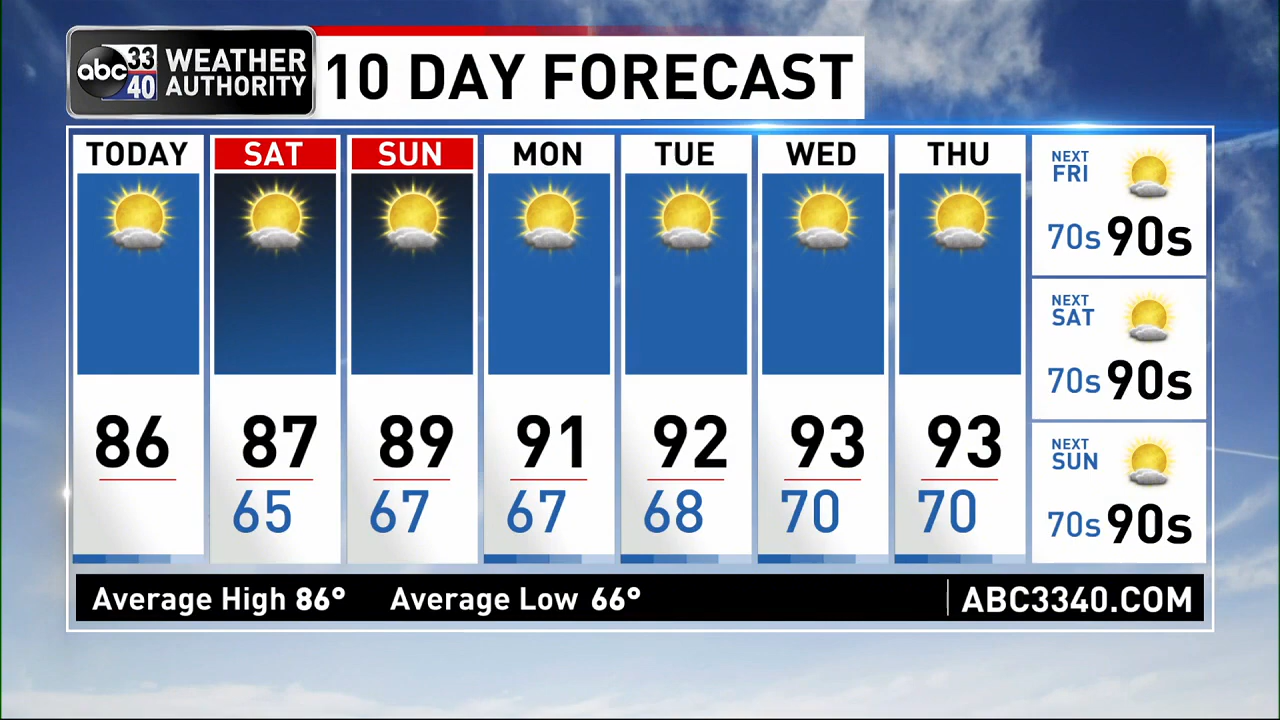 abc 33 40 WEATHER AUTHORITY
10 DAY FORECAST
TODAY SAT SUN MON TUE WED THU
86 87 89 91 92 93 93
65 67 67 68 70 70
NEXT FRI
70s 90s
NEXT SAT
70s 90s
NEXT SUN
70s 90s
Average High 86° Average Low 66° ABC3340.COM